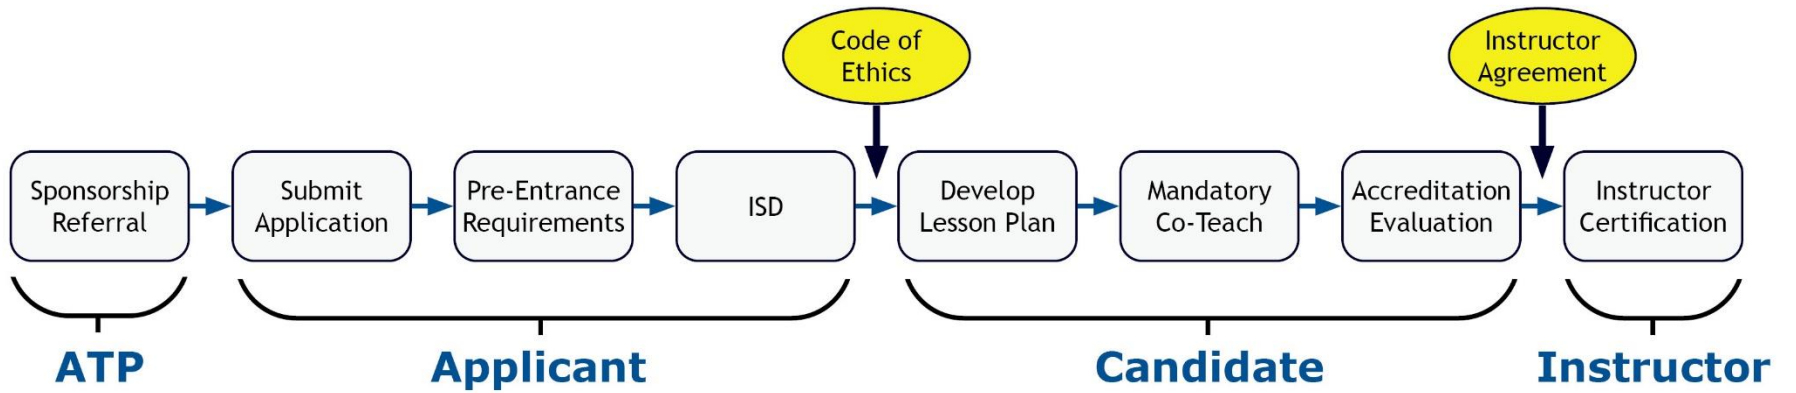 Code of
Ethics
Instructor
Agreement
Sponsorship
Referral
Submit
Application
Pre-Entrance
Requirements
ISD
Develop
Lesson Plan
Mandatory
Co-Teach
Accreditation
Evaluation
Instructor
Certification
ATP
Applicant
Candidate
Instructor